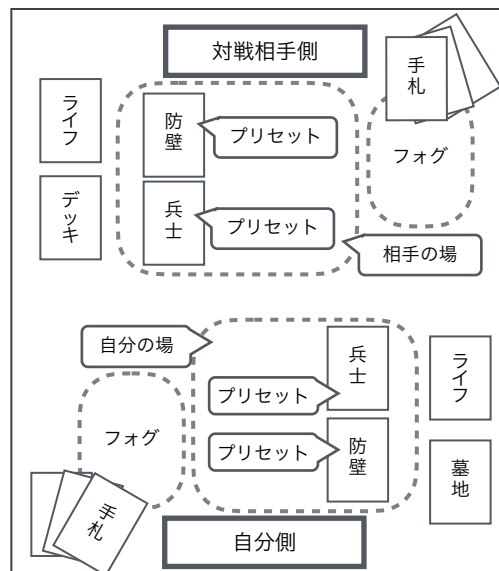 対戦相手側
手札
ライフ
防壁
プリセット
フォグ
デッキ
兵士
プリセット
相手の場
自分の場
兵士
ライフ
プリセット
フォグ
プリセット
防壁
墓地
手札
自分側